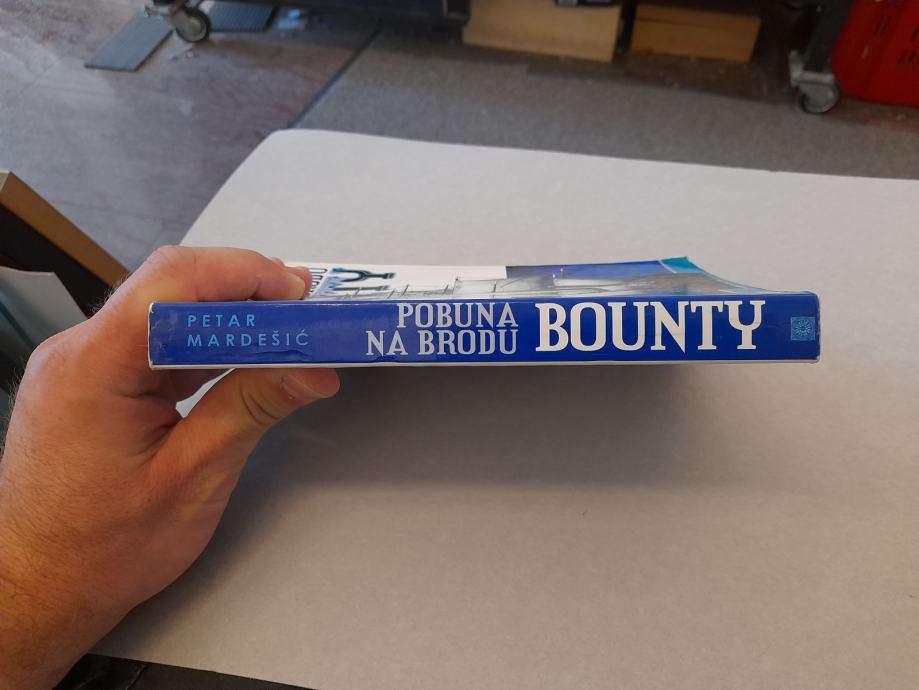 PETAR
MARDEŠIĆ
POBUNA
NA BRODU
BOUNTY